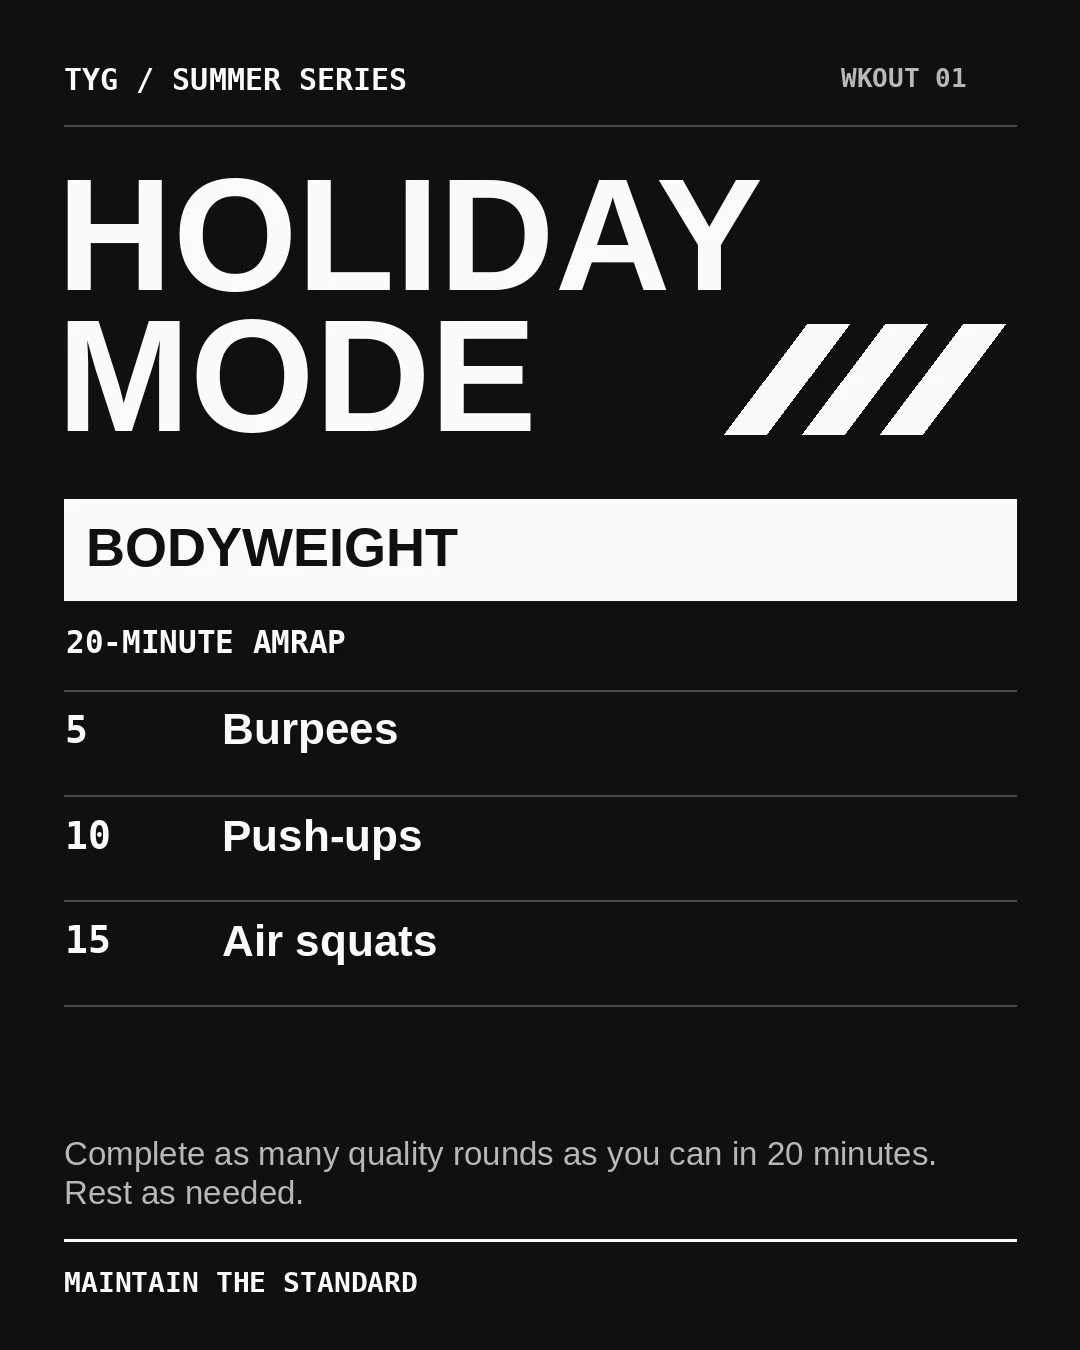 TYG / SUMMER SERIES
WKOUT 01
HOLIDAY
MODE
BODYWEIGHT
20-MINUTE AMRAP
5 Burpees
10 Push-ups
15 Air squats
Complete as many quality rounds as you can in 20 minutes.
Rest as needed.
MAINTAIN THE STANDARD